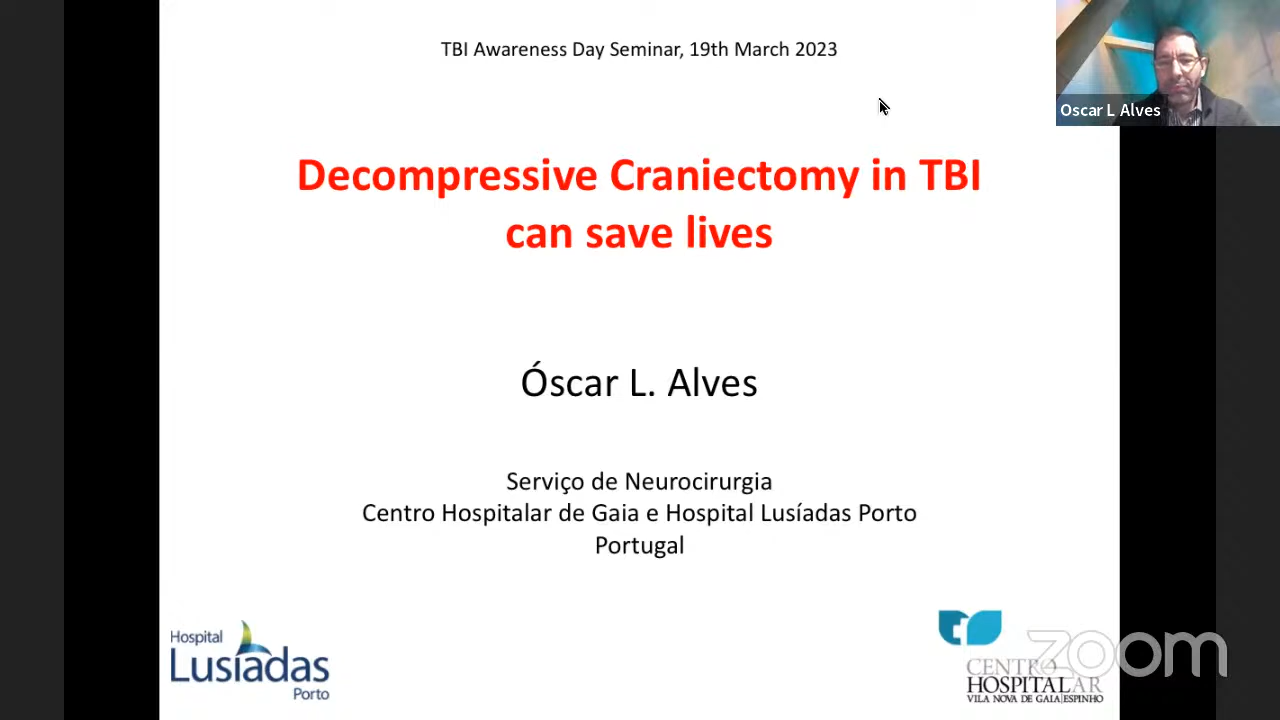 TBI Awareness Day Seminar, 19th March 2023
Oscar L Alves
Decompressive Craniectomy in TBI
can save lives
Óscar L. Alves
Serviço de Neurocirurgia
Centro Hospitalar de Gaia e Hospital Lusíadas Porto
Portugal
Hospital
Lusíadas
Porto
zoom
CENTRO
HOSPITALAR
VILA NOVA DE GAIA|ESPINHO